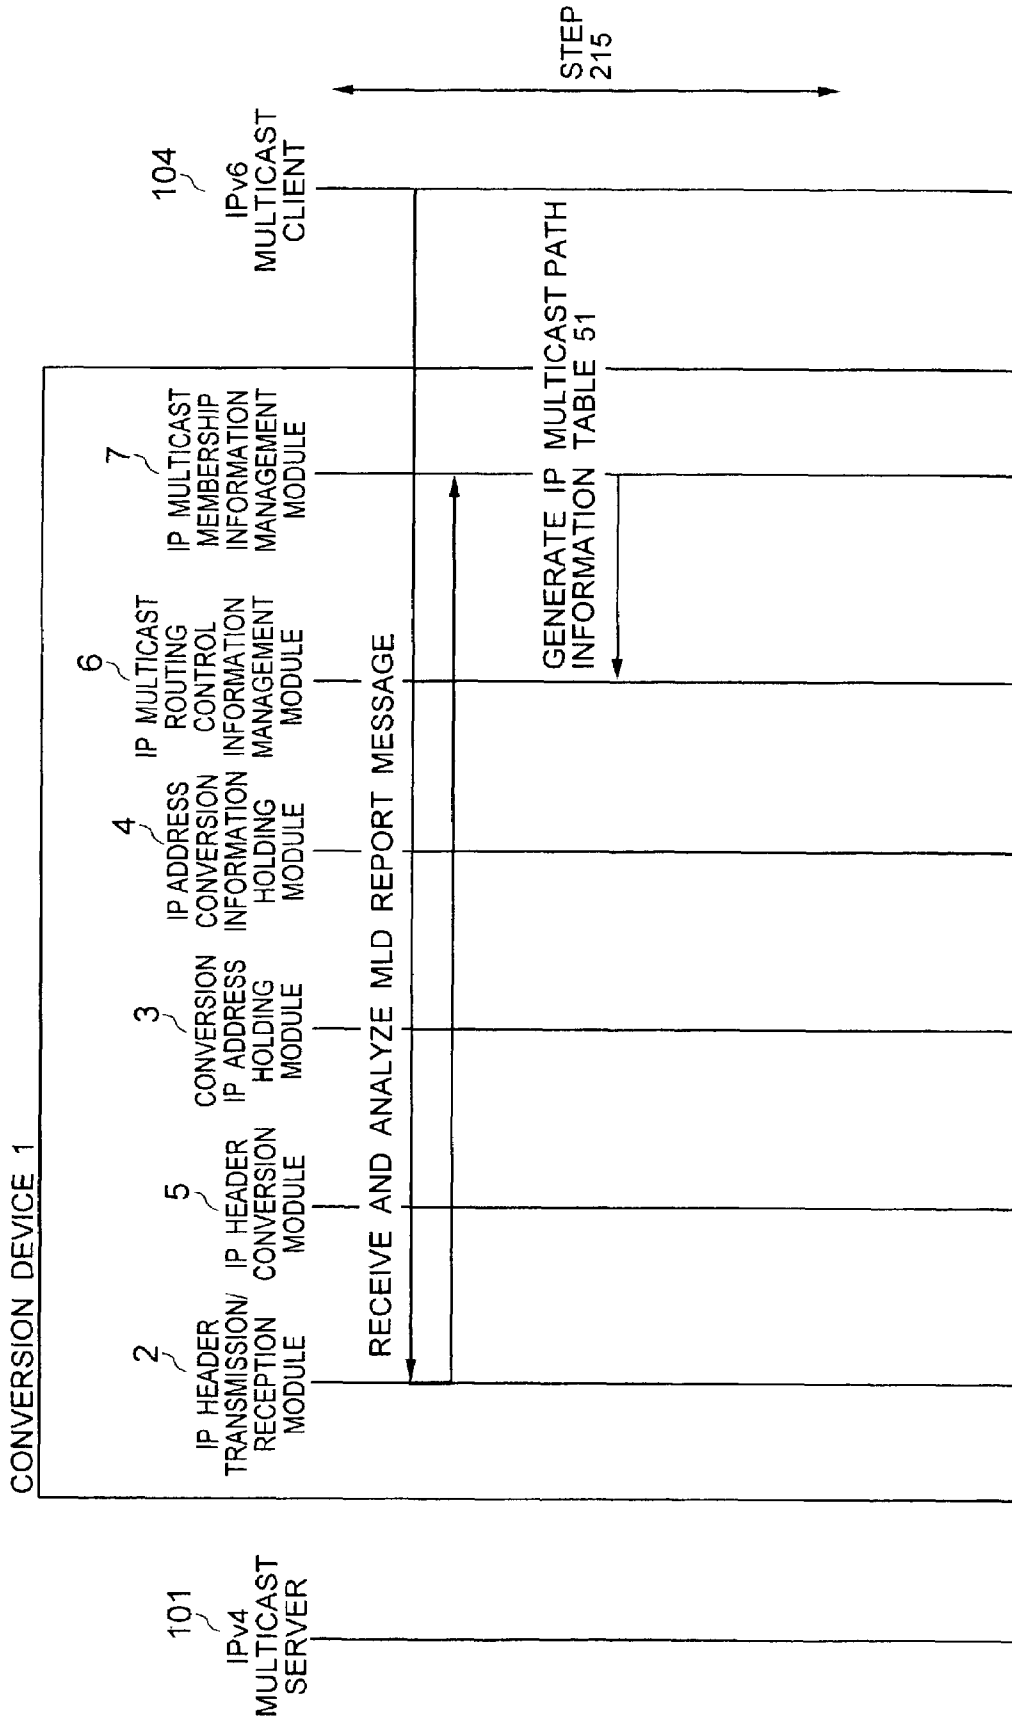 CONVERSION DEVICE 1
101
IPv4
MULTICAST
SERVER
2
IP HEADER
TRANSMISSION/
RECEPTION
MODULE
5
IP HEADER
CONVERSION
MODULE
3
CONVERSION
IP ADDRESS
HOLDING
MODULE
4
IP ADDRESS
CONVERSION
INFORMATION
HOLDING
MODULE
6
IP MULTICAST
ROUTING
CONTROL
INFORMATION
MANAGEMENT
MODULE
7
IP MULTICAST
MEMBERSHIP
INFORMATION
MANAGEMENT
MODULE
104
IPv6
MULTICAST
CLIENT
RECEIVE AND ANALYZE MLD REPORT MESSAGE
GENERATE IP MULTICAST PATH
INFORMATION TABLE 51
STEP
215